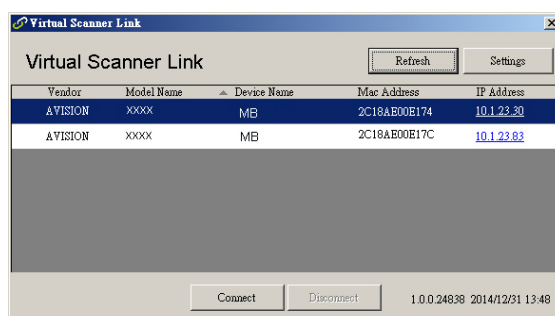 Virtual Scanner Link
Virtual Scanner Link Refresh Settings
Vendor Model Name Device Name Mac Address IP Address
AVISION XXXX MB 2C18AE00E174 10.1.23.30
AVISION XXXX MB 2C18AE00E17C 10.1.23.83
Connect Disconnect 1.0.0.24838 2014/12/31 13:48